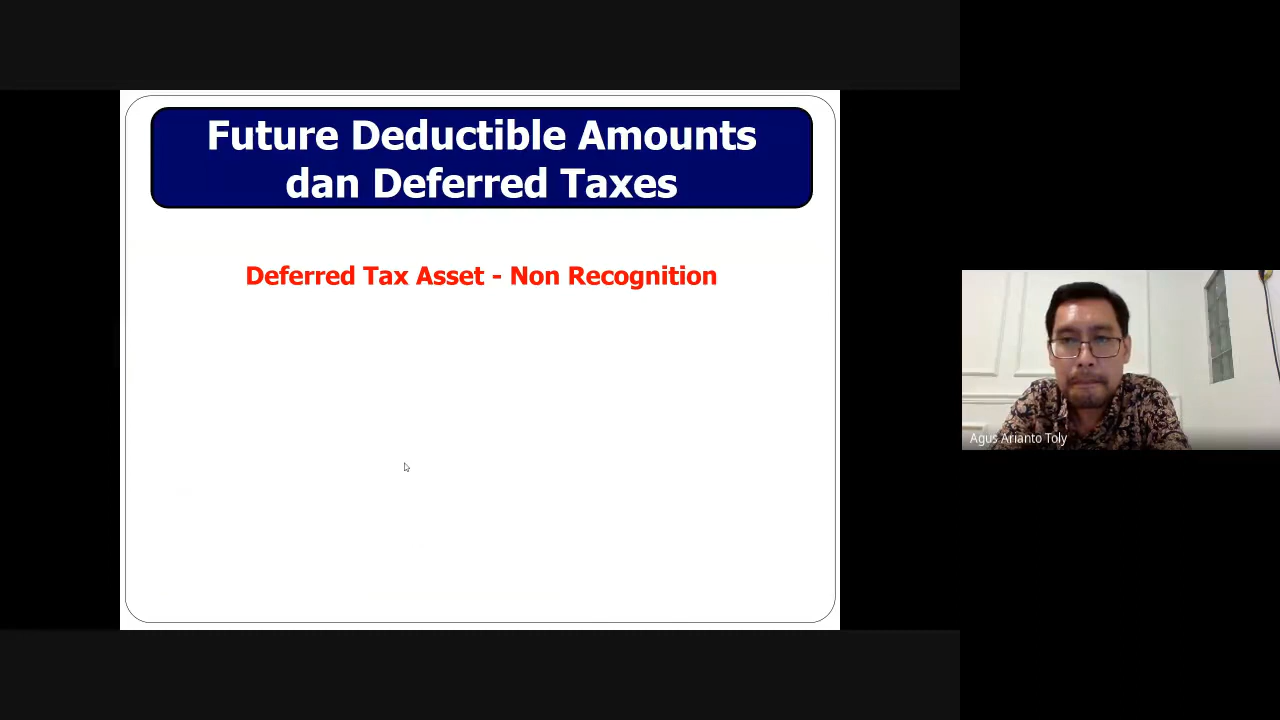 Future Deductible Amounts
dan Deferred Taxes
Deferred Tax Asset - Non Recognition
Agus Arianto Toly